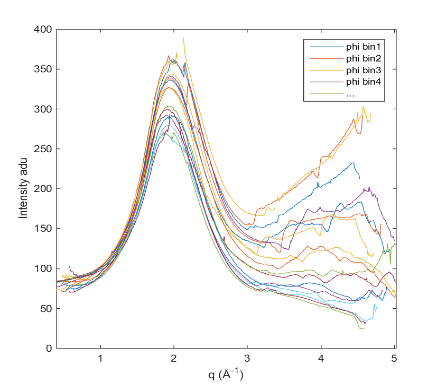 400
350
300
250
200
150
100
50
0
Intensity adu
1
2
3
4
5
q (Å⁻¹)
phi bin1
phi bin2
phi bin3
phi bin4
...